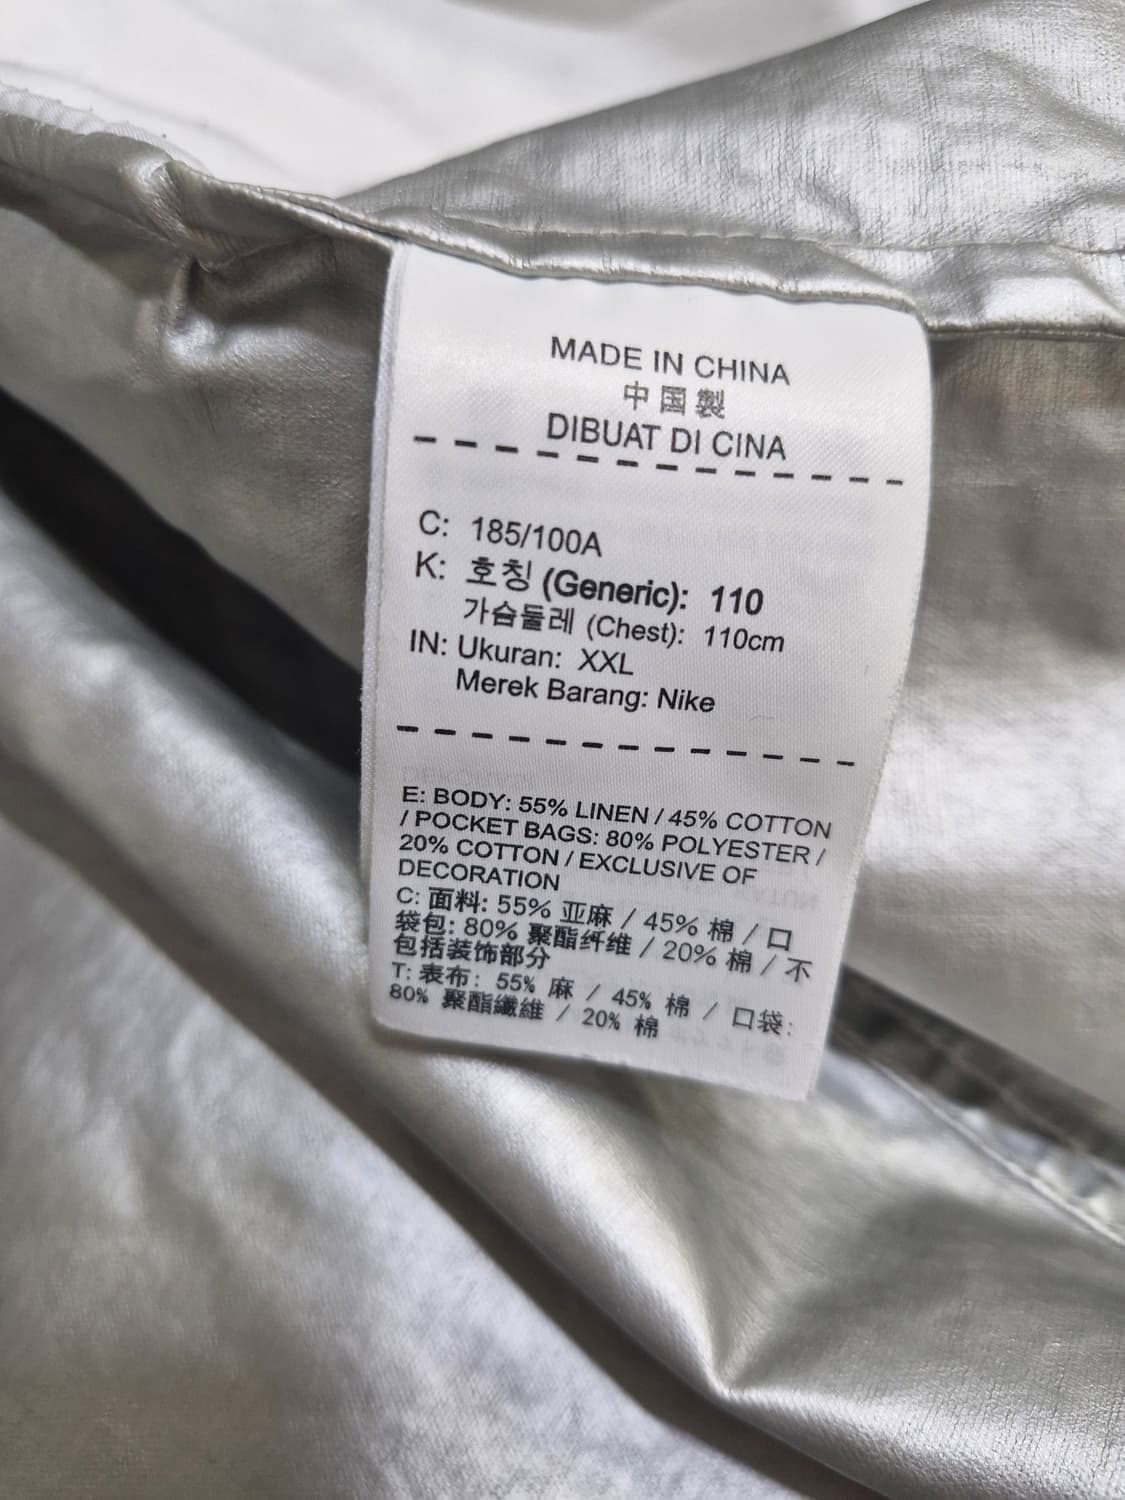 MADE IN CHINA
中国製
DIBUAT DI CINA
C: 185/100A
K: 호칭 (Generic): 110
가슴둘레 (Chest): 110cm
IN: Ukuran: XXL
Merek Barang: Nike
E: BODY: 55% LINEN / 45% COTTON
/ POCKET BAGS: 80% POLYESTER /
20% COTTON / EXCLUSIVE OF
DECORATION
C: 面料: 55% 亚麻 / 45% 棉 / 口
袋包: 80% 聚酯纤维 / 20% 棉 / 不
包括装饰部分
T: 表布: 55% 麻 / 45% 棉 / 口袋:
80% 聚酯纖維 / 20% 棉